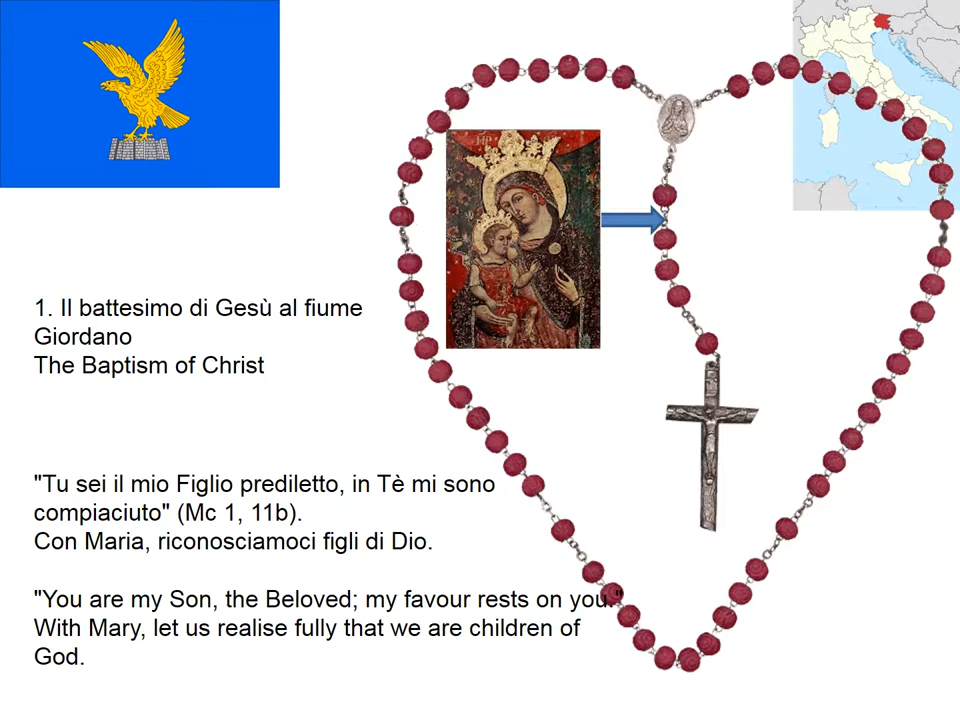 1. Il battesimo di Gesù al fiume
Giordano
The Baptism of Christ
"Tu sei il mio Figlio prediletto, in Tè mi sono
compiaciuto" (Mc 1, 11b).
Con Maria, riconosciamoci figli di Dio.
"You are my Son, the Beloved; my favour rests on you."
With Mary, let us realise fully that we are children of
God.